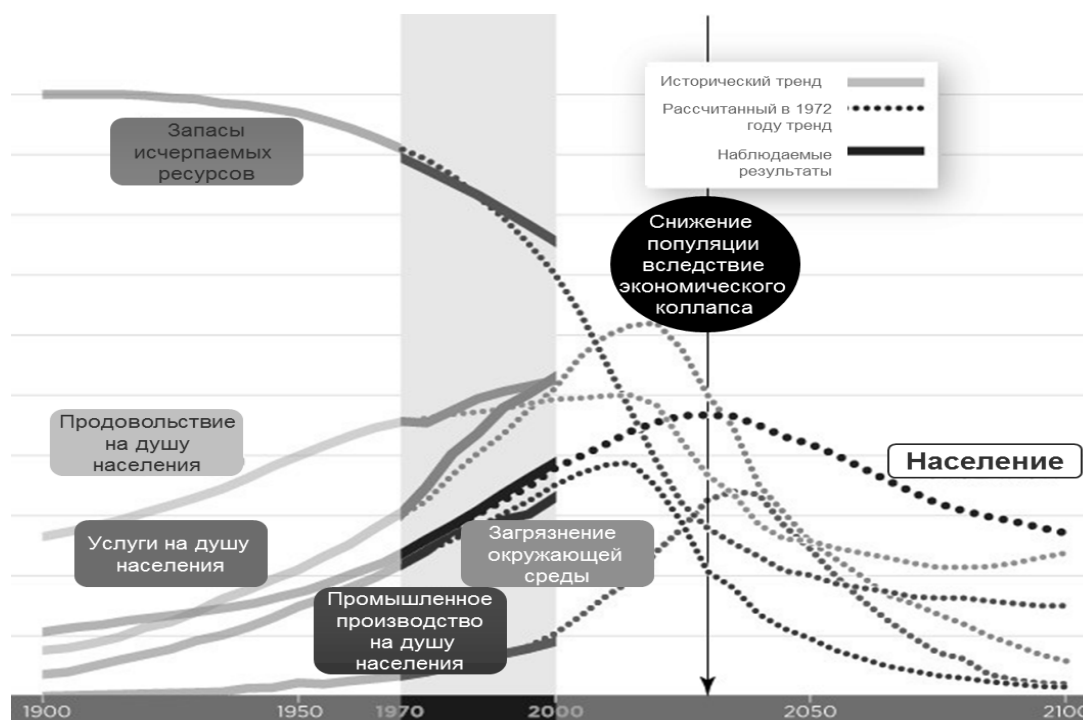 Исторический тренд
Рассчитанный в 1972
году тренд
Наблюдаемые
результаты
Запасы
исчерпаемых
ресурсов
Снижение
популяции
вследствие
экономического
коллапса
Продовольствие
на душу
населения
Население
Услуги на душу
населения
Загрязнение
окружающей
среды
Промышленное
производство
на душу
населения
1900 1950 1970 2000 2050 2100